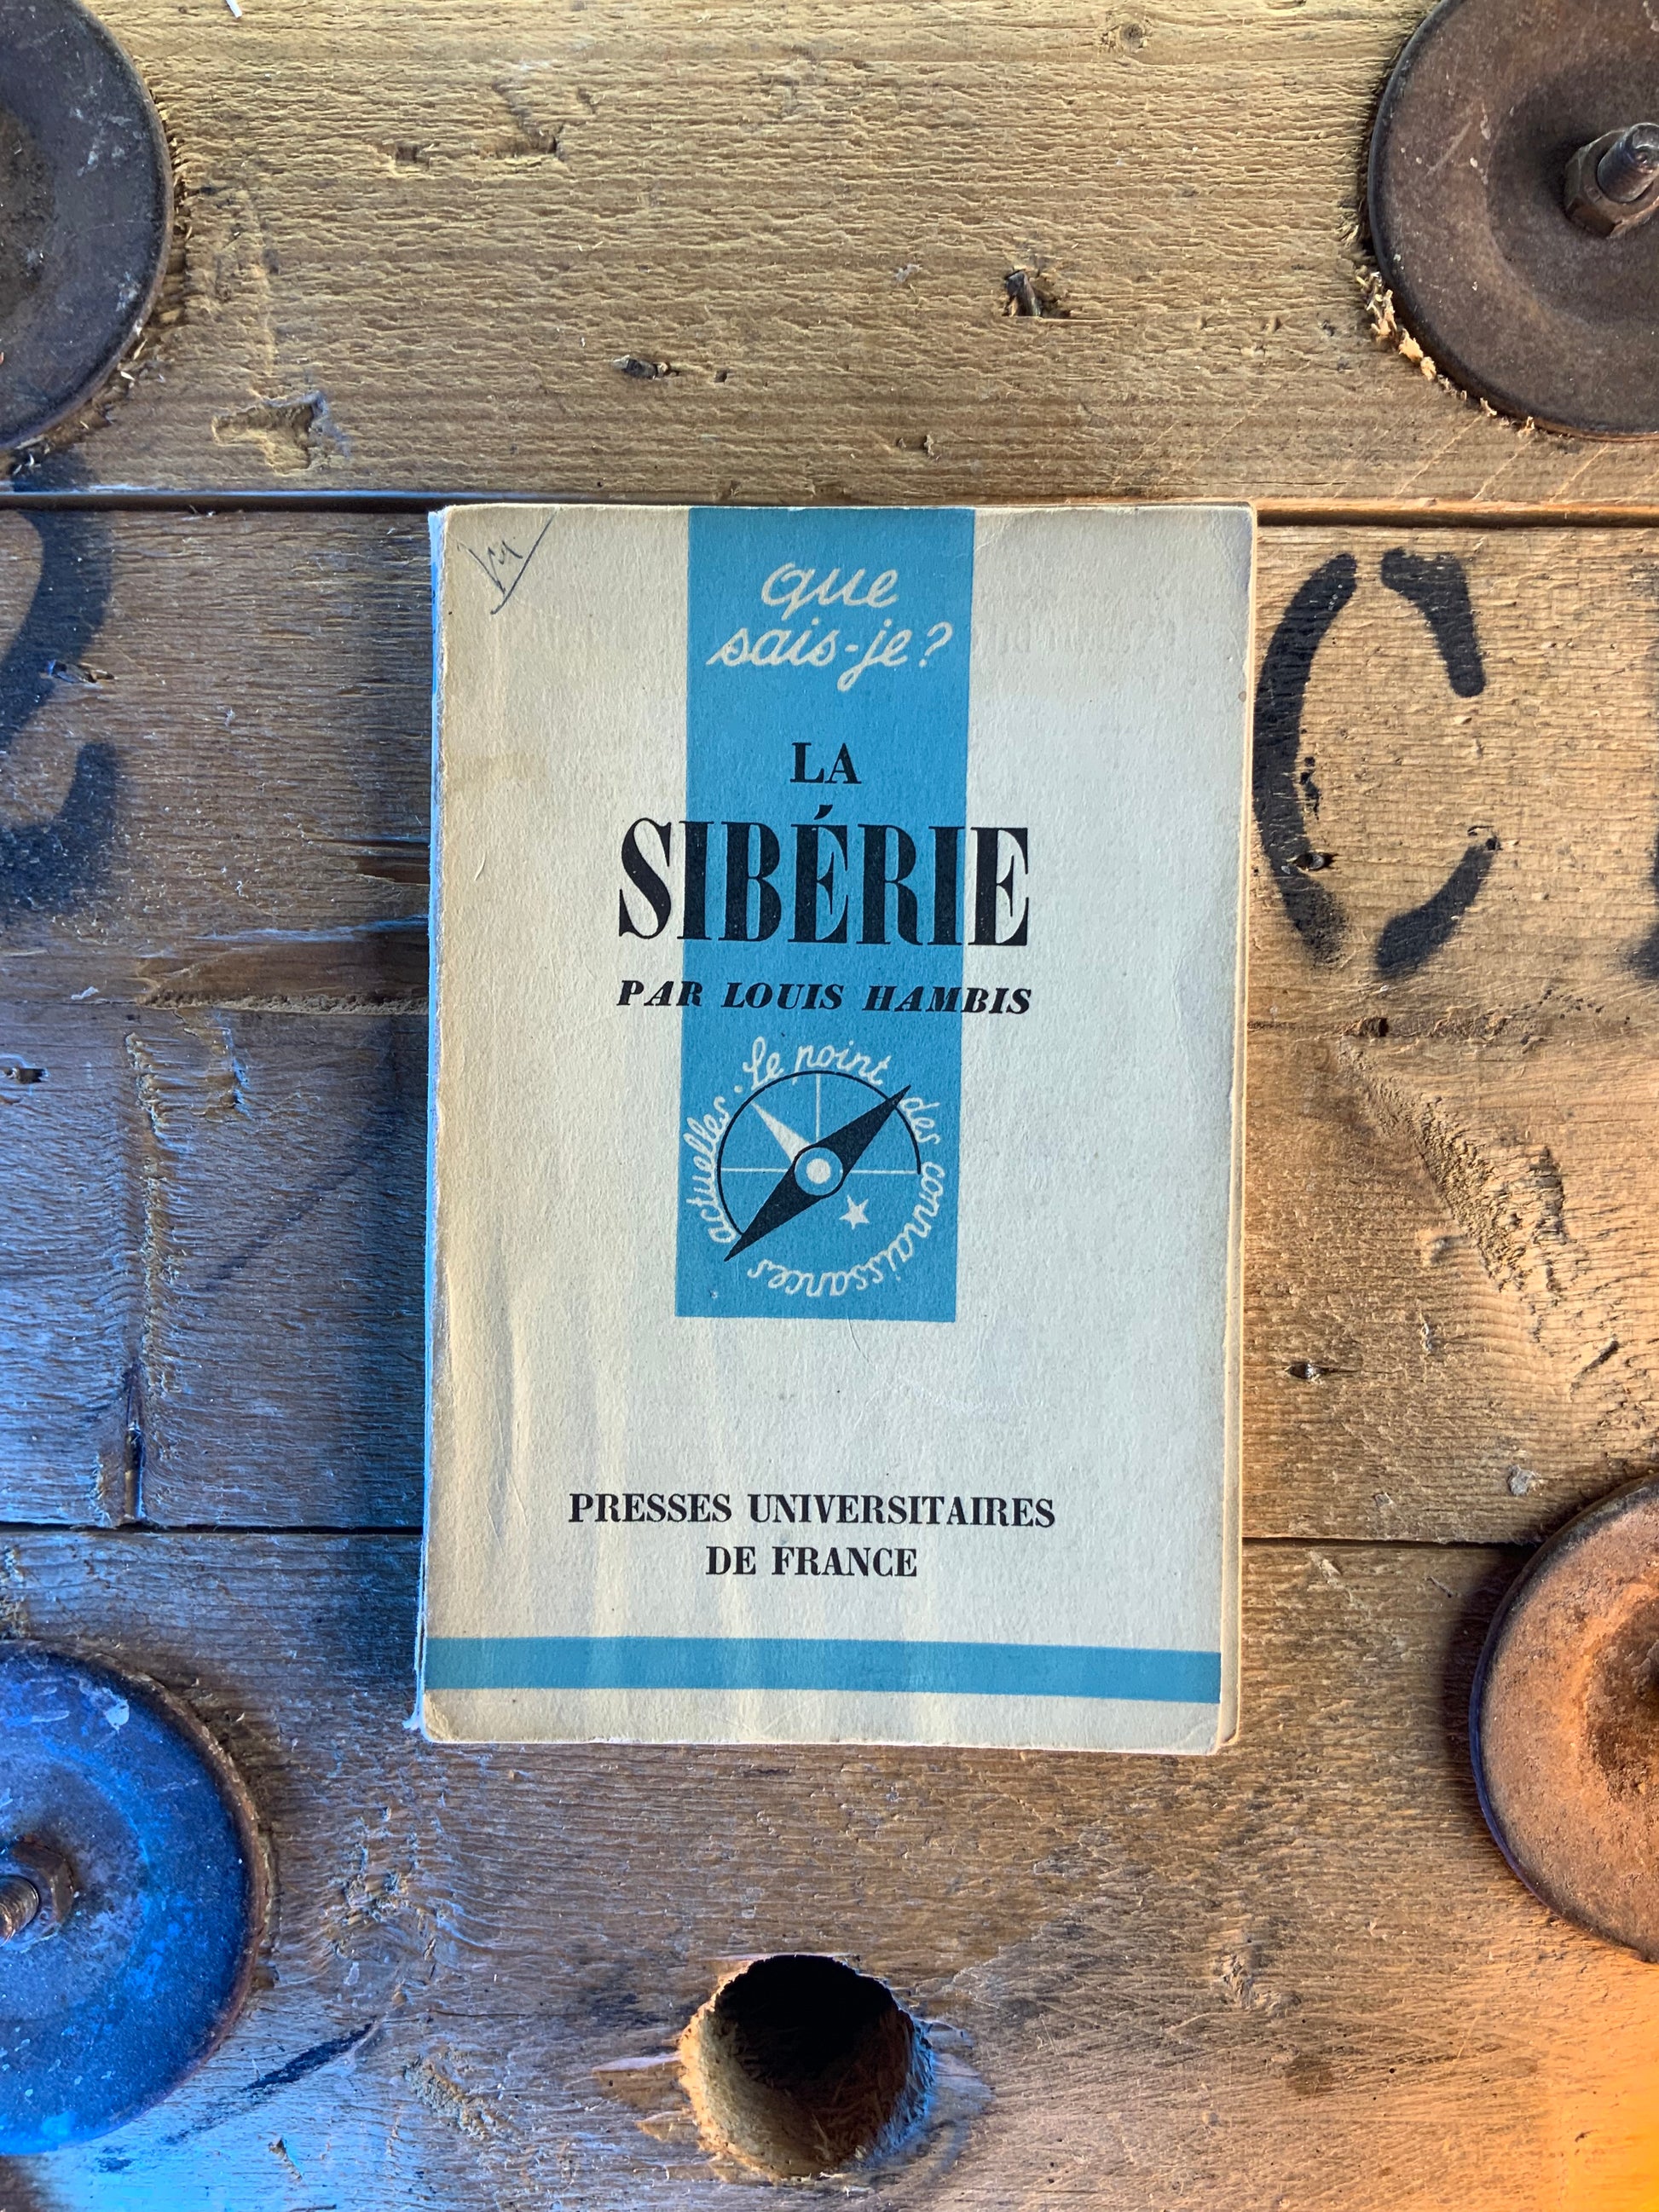 que
sais-je?
LA
SIBÉRIE
PAR LOUIS HAMBIS
Le point des connaissances actuelles.
PRESSES UNIVERSITAIRES
DE FRANCE
C